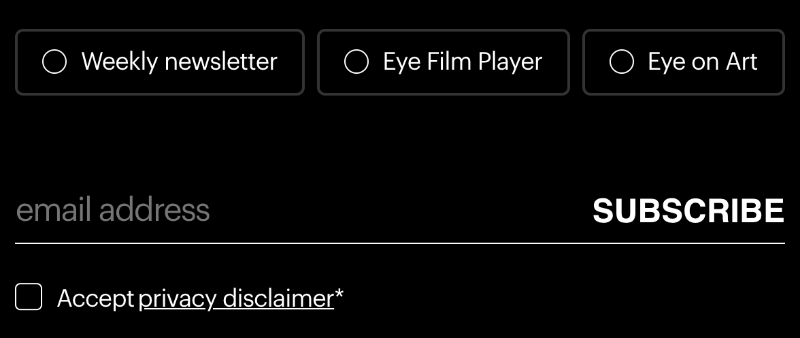 Weekly newsletter Eye Film Player Eye on Art
email address SUBSCRIBE
Accept privacy disclaimer*